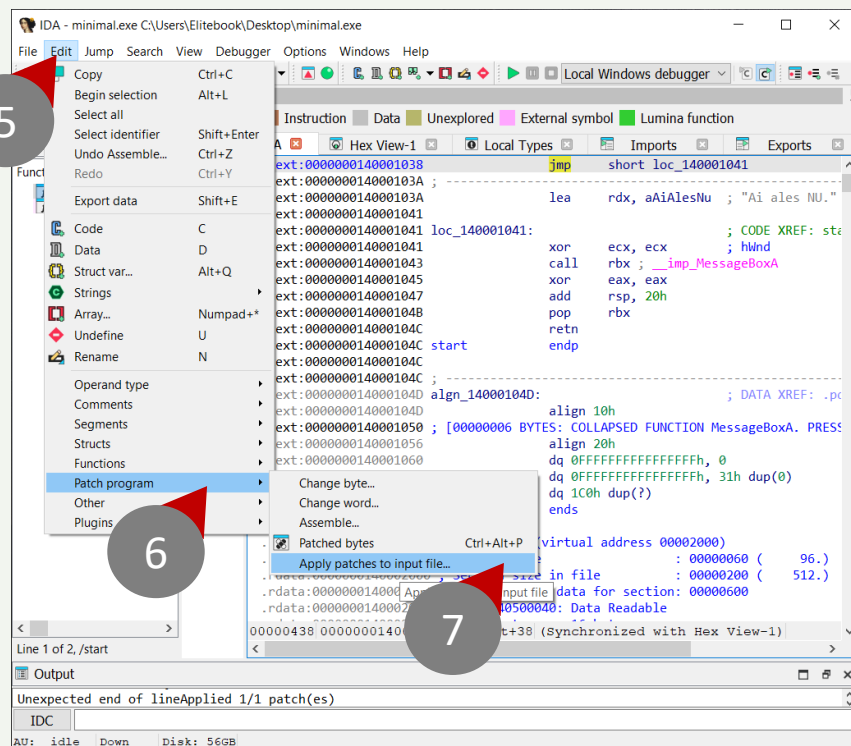 IDA - minimal.exe C:\Users\Elitebook\Desktop\minimal.exe
File Edit Jump Search View Debugger Options Windows Help
Local Windows debugger
5
Instruction Data Unexplored External symbol Lumina function
A Hex View-1 Local Types Imports Exports
Funct
Copy Ctrl+C
Begin selection Alt+L
Select all
Select identifier Shift+Enter
Undo Assemble... Ctrl+Z
Redo Ctrl+Y
Export data Shift+E
Code C
Data D
Struct var... Alt+Q
Strings
Array... Numpad+*
Undefine U
Rename N
Operand type
Comments
Segments
Structs
Functions
Patch program
Other
Plugins
6
Change byte...
Change word...
Assemble...
Patched bytes Ctrl+Alt+P
Apply patches to input file...
7
ext:0000000140001038 jmp short loc_140001041
ext:000000014000103A ; ---------------------------------------------------------------------------
ext:000000014000103A lea rdx, aAiAlesNu ; "Ai ales NU."
ext:0000000140001041
ext:0000000140001041 loc_140001041: ; CODE XREF: sta
ext:0000000140001041 xor ecx, ecx ; hWnd
ext:0000000140001043 call rbx ; __imp_MessageBoxA
ext:0000000140001045 xor eax, eax
ext:0000000140001047 add rsp, 20h
ext:000000014000104B pop rbx
ext:000000014000104C retn
ext:000000014000104C start endp
ext:000000014000104C
ext:000000014000104C ; ---------------------------------------------------------------------------
ext:000000014000104D algn_14000104D: ; DATA XREF: .po
ext:000000014000104D align 10h
ext:0000000140001050 ; [00000006 BYTES: COLLAPSED FUNCTION MessageBoxA. PRESS
ext:0000000140001056 align 20h
ext:0000000140001060 dq 0FFFFFFFFFFFFFFFFh, 0
dq 0FFFFFFFFFFFFFFFFh, 31h dup(0)
dq 1C0h dup(?)
ends
(virtual address 00002000)
: 00000060 ( 96.)
size in file : 00000200 ( 512.)
.rdata:00000001400 input file data for section: 00000600
.rdata:00000001400 40500040: Data Readable
00000438 (Synchronized with Hex View-1)
Line 1 of 2, /start
Output
Unexpected end of lineApplied 1/1 patch(es)
IDC
AU: idle Down Disk: 56GB